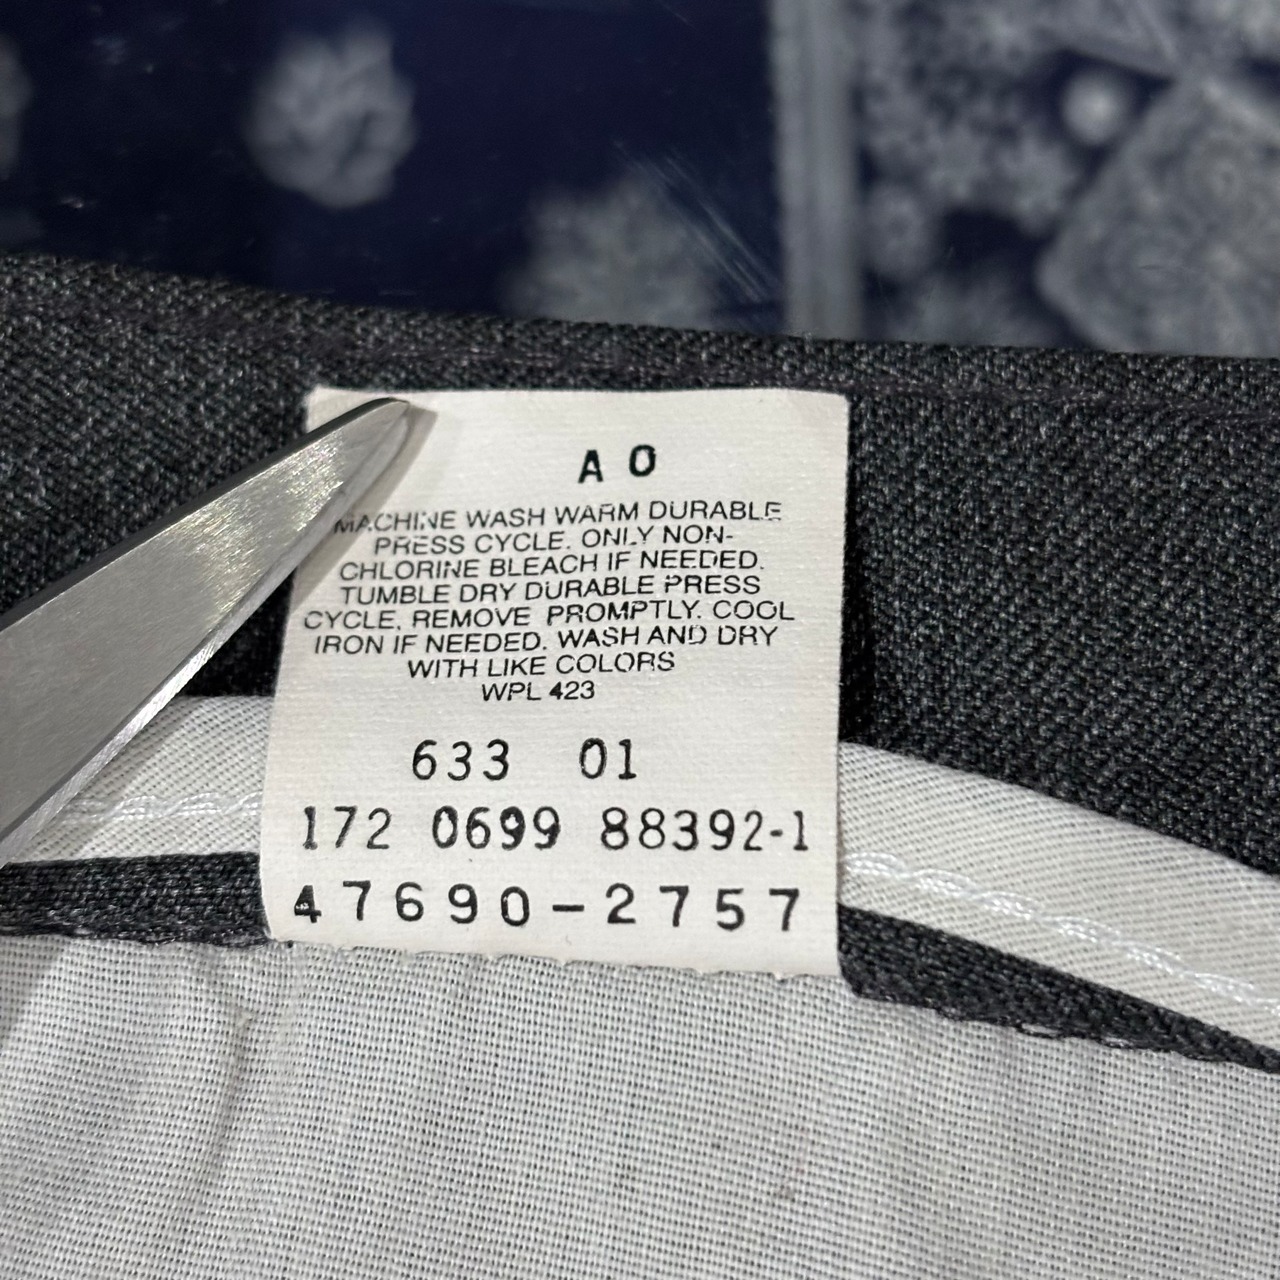 A O
MACHINE WASH WARM DURABLE
PRESS CYCLE. ONLY NON-
CHLORINE BLEACH IF NEEDED.
TUMBLE DRY DURABLE PRESS
CYCLE, REMOVE PROMPTLY. COOL
IRON IF NEEDED. WASH AND DRY
WITH LIKE COLORS
WPL 423
633 01
172 0699 88392-1
47690-2757